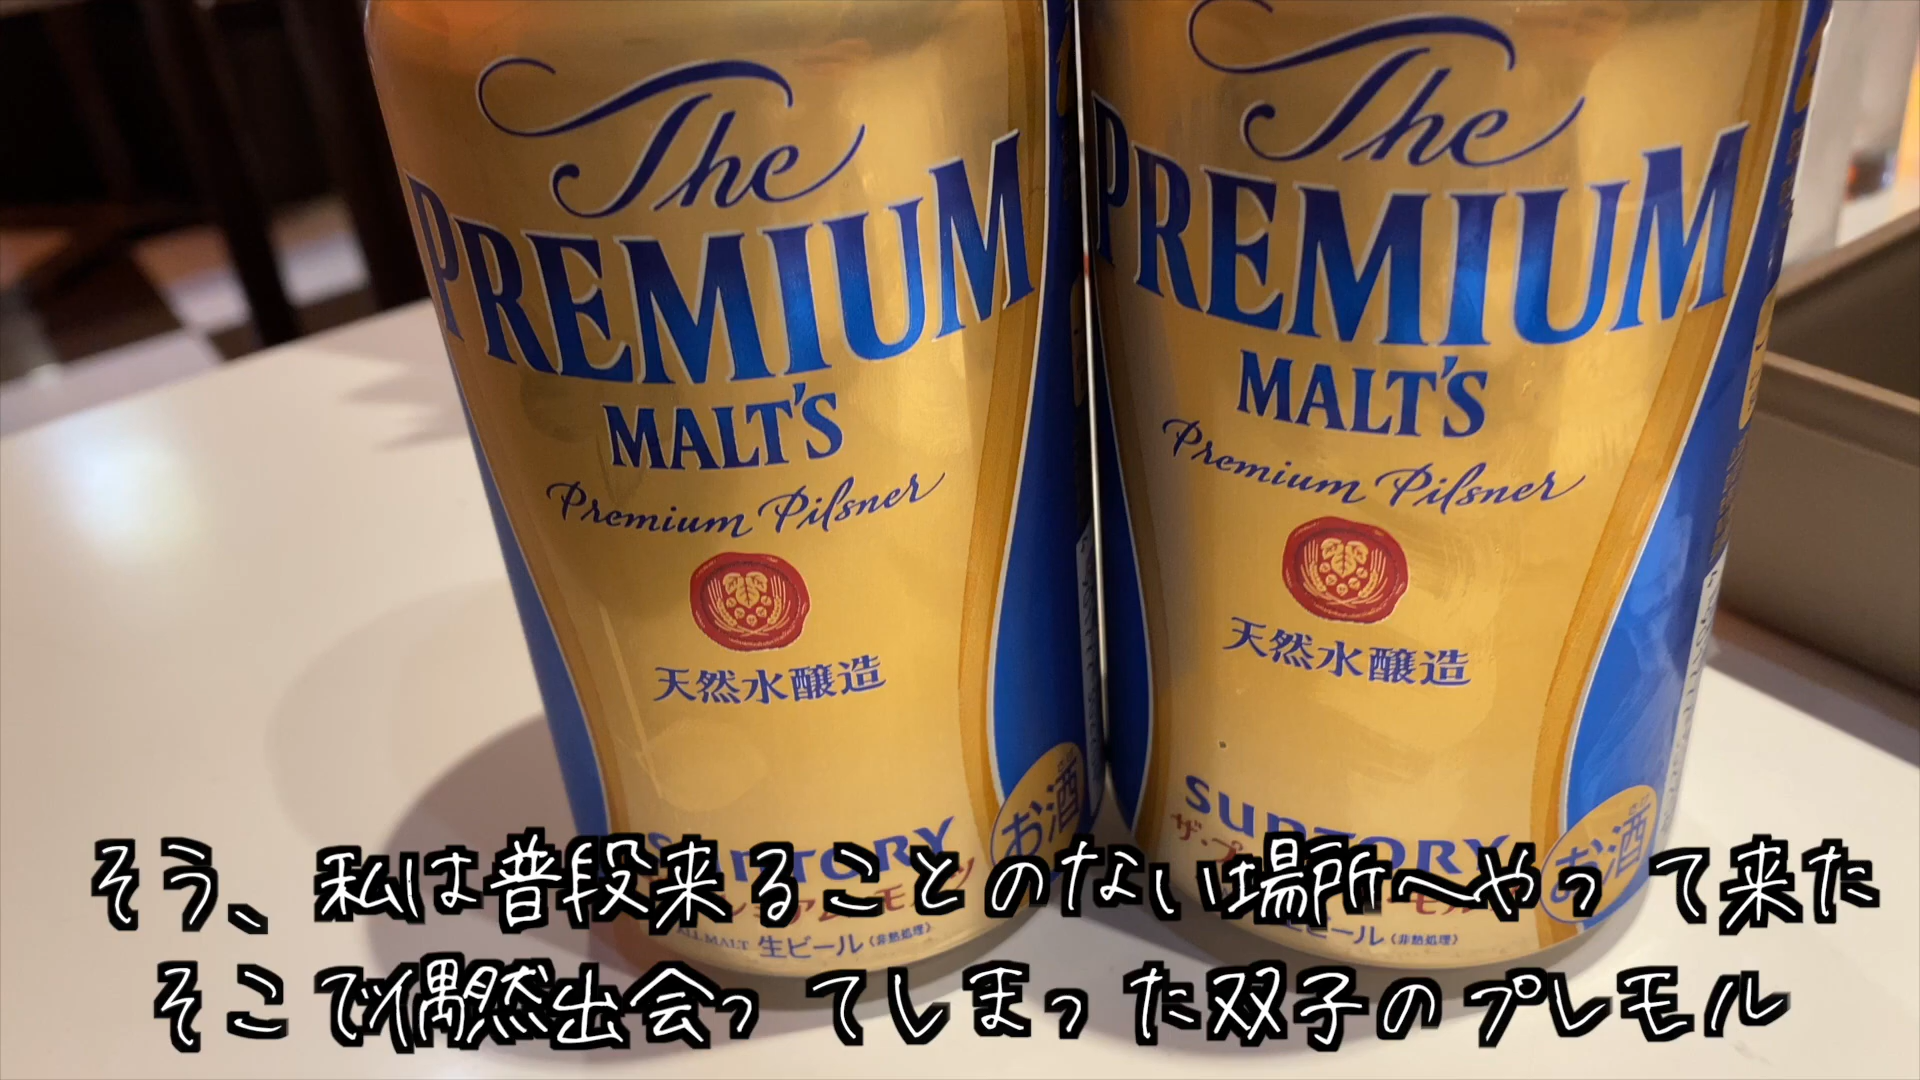 The
PREMIUM
MALT'S
Premium Pilsner
天然水醸造
SUNTORY
ALL MALT 生ビール(非熱処理)
お酒
The
PREMIUM
MALT'S
Premium Pilsner
天然水醸造
SUNTORY
生ビール(非熱処理)
お酒
そう、私は普段来ることのない場所へやって来た
そこで偶然出会ってしまった双子のプレモル